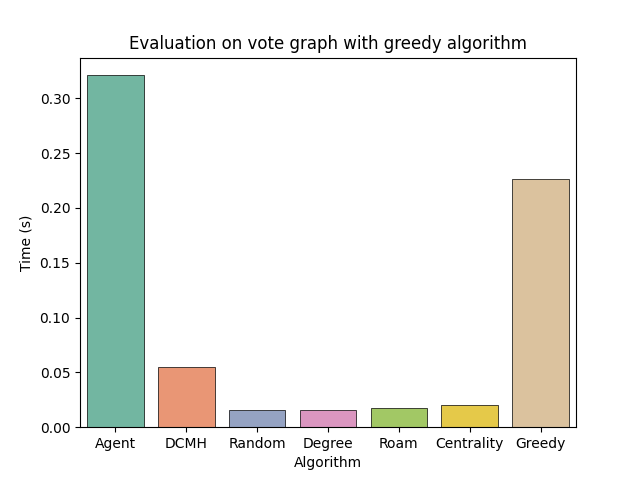 Evaluation on vote graph with greedy algorithm
0.30
0.25
0.20
0.15
0.10
0.05
0.00
Time (s)
Agent DCMH Random Degree Roam Centrality Greedy
Algorithm